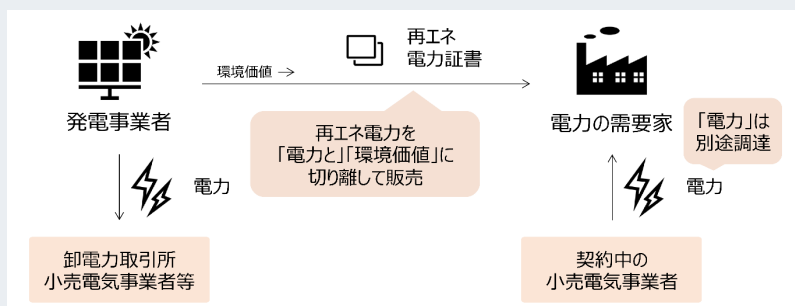 発電事業者
環境価値 →
再エネ
電力証書
再エネ電力を
「電力と」「環境価値」に
切り離して販売
電力の需要家
「電力」は
別途調達
電力
電力
卸電力取引所
小売電気事業者等
契約中の
小売電気事業者